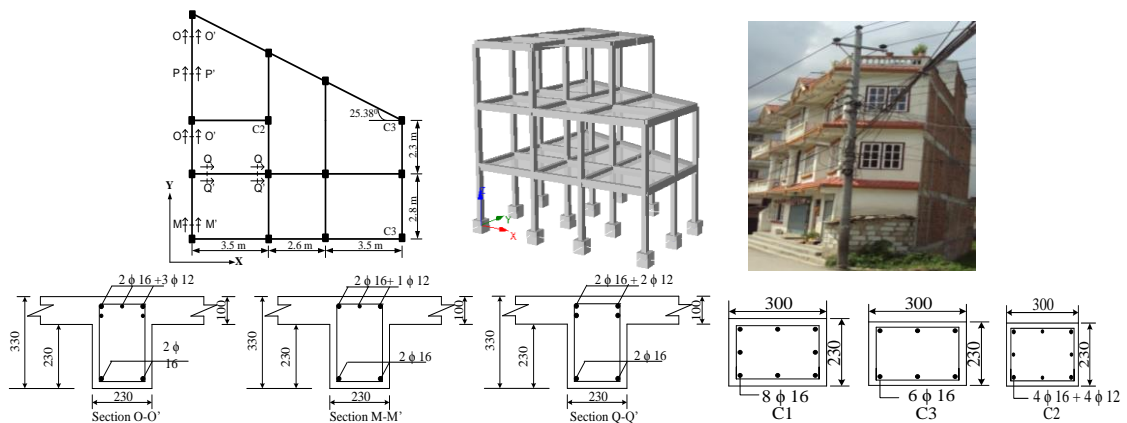 O O'
P P'
C2
25.38⁰
C3
O O'
2.3 m
Q Q
Q' Q'
Y
M M'
2.8 m
C3
3.5 m 2.6 m 3.5 m
X
Z
Y
X
2 ϕ 16 +3 ϕ 12
100
330
230
2 ϕ
16
230
Section O-O'
2 ϕ 16+ 1 ϕ 12
100
330
230
2 ϕ 16
230
Section M-M'
2 ϕ 16 + 2 ϕ 12
100
330
230
2 ϕ 16
230
Section Q-Q'
300
230
8 ϕ 16
C1
300
230
6 ϕ 16
C3
300
230
4 ϕ 16 + 4 ϕ 12
C2